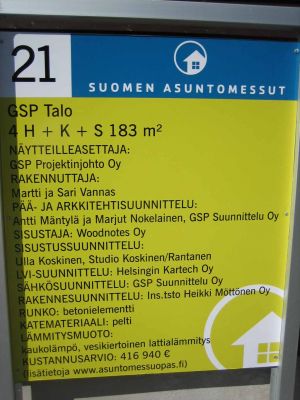 21
SUOMEN ASUNTOMESSUT
GSP Talo
4 H + K + S 183 m²
NÄYTTEILLEASETTAJA:
GSP Projektinjohto Oy
RAKENNUTTAJA:
Martti ja Sari Vannas
PÄÄ- JA ARKKITEHTISUUNNITTELU:
Antti Mäntylä ja Marjut Nokelainen, GSP Suunnittelu Oy
SISUSTAJA: Woodnotes Oy
SISUSTUSSUUNNITTELU:
Ulla Koskinen, Studio Koskinen/Rantanen
LVI-SUUNNITTELU: Helsingin Kartech Oy
SÄHKÖSUUNNITTELU: GSP Suunnittelu Oy
RAKENNESUUNNITTELU: Ins.tsto Heikki Möttönen Oy
RUNKO: betonielementti
KATEMATERIAALI: pelti
LÄMMITYSMUOTO:
kaukolämpö, vesikiertoinen lattialämmitys
KUSTANNUSARVIO: 416 940 €
(lisätietoja www.asuntomessuopas.fi)